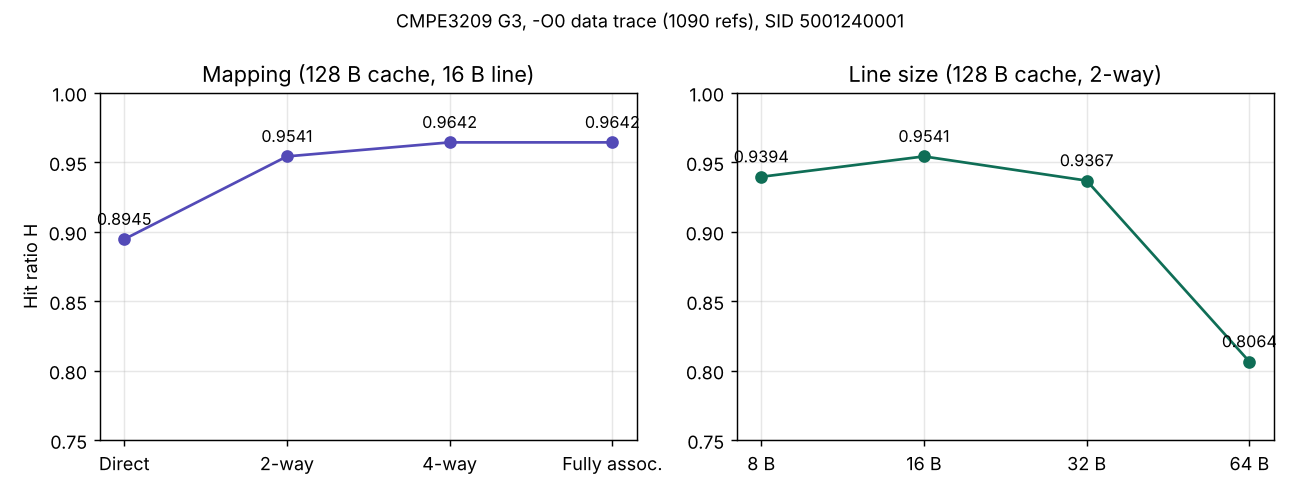 CMPE3209 G3, -O0 data trace (1090 refs), SID 5001240001
Mapping (128 B cache, 16 B line)
Hit ratio H
1.00
0.95
0.90
0.85
0.80
0.75
0.8945
0.9541
0.9642
0.9642
Direct
2-way
4-way
Fully assoc.
Line size (128 B cache, 2-way)
1.00
0.95
0.90
0.85
0.80
0.75
0.9394
0.9541
0.9367
0.8064
8 B
16 B
32 B
64 B